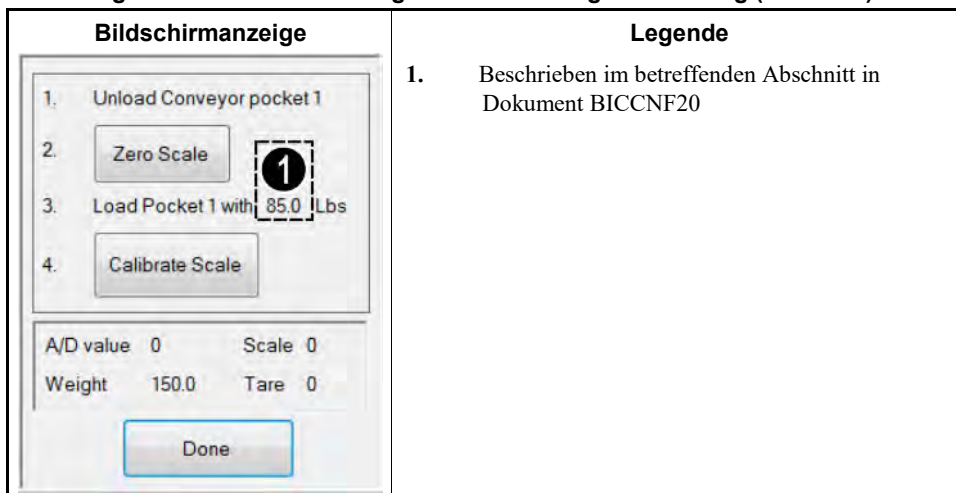 Bildschirmanzeige
Legende
1. Unload Conveyor pocket 1
2. Zero Scale
1
3. Load Pocket 1 with 85.0 Lbs
4. Calibrate Scale
A/D value 0 Scale 0
Weight 150.0 Tare 0
Done
1. Beschrieben im betreffenden Abschnitt in
Dokument BICCNF20